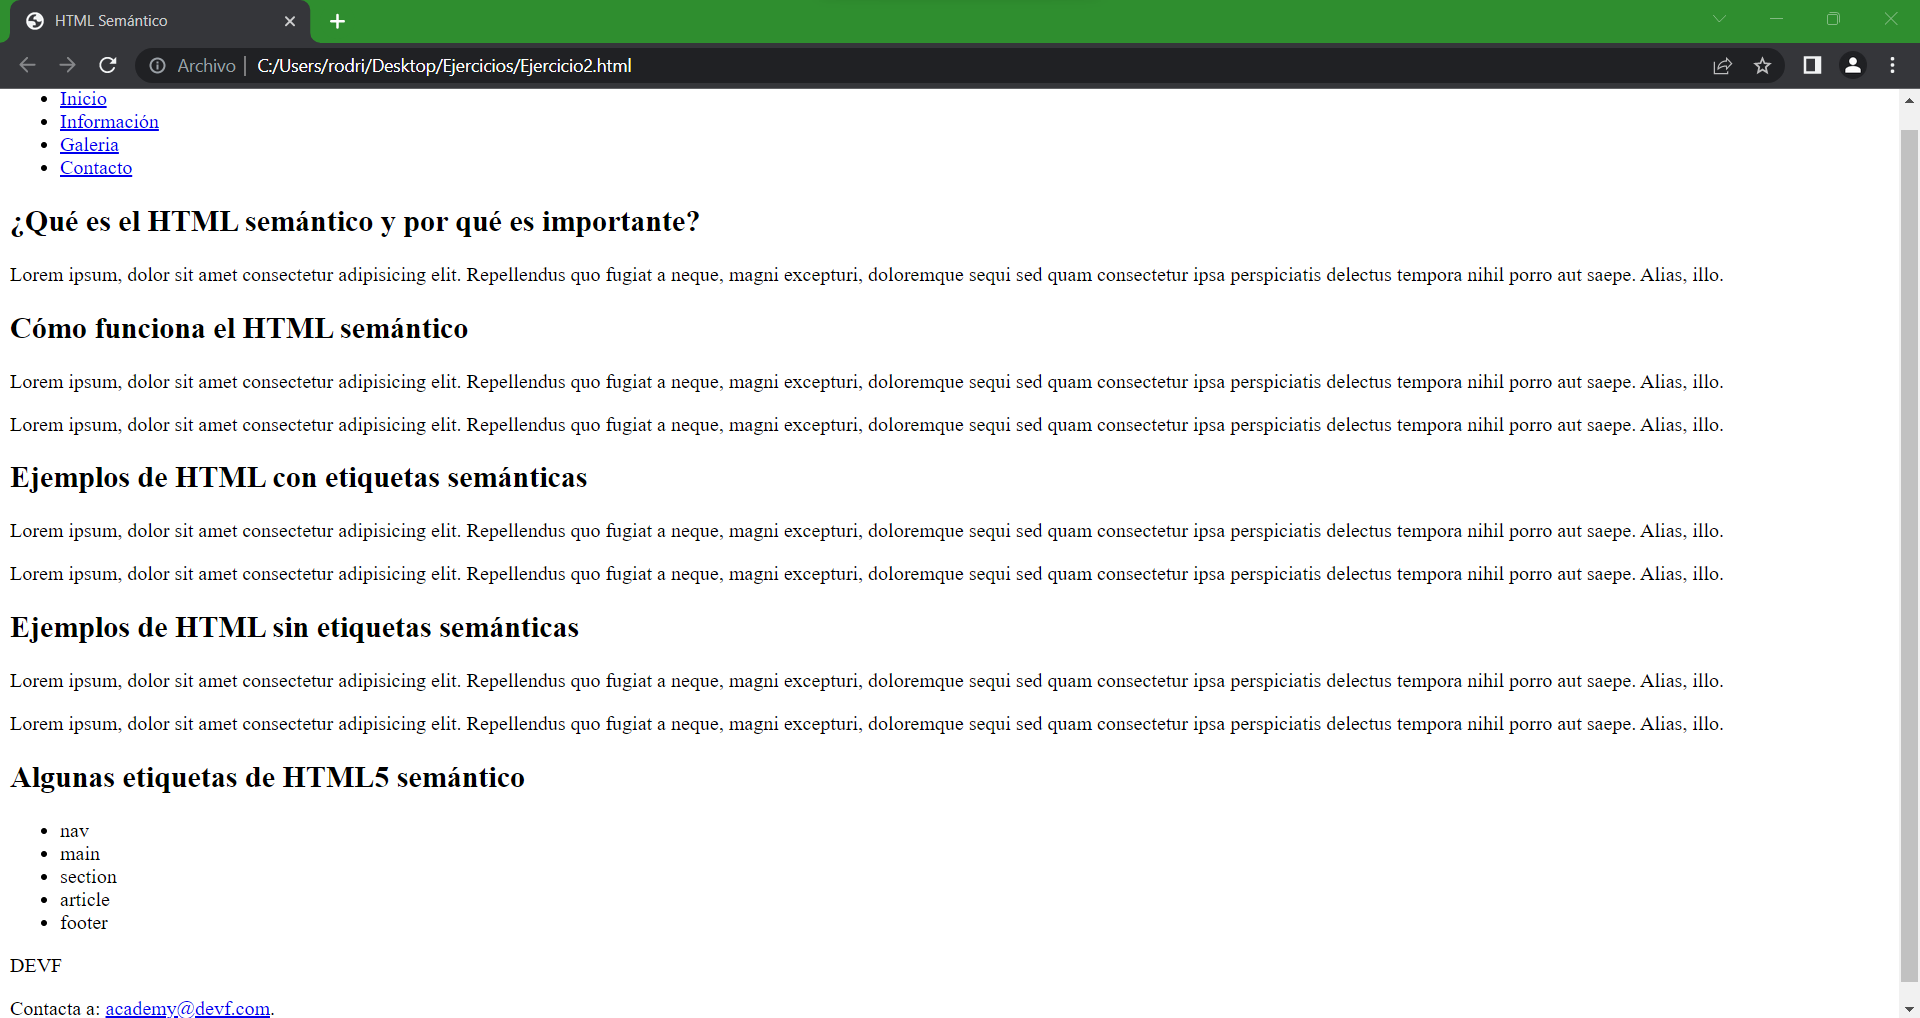 HTML Semántico
Archivo | C:/Users/rodri/Desktop/Ejercicios/Ejercicio2.html
Inicio
Información
Galeria
Contacto
¿Qué es el HTML semántico y por qué es importante?
Lorem ipsum, dolor sit amet consectetur adipisicing elit. Repellendus quo fugiat a neque, magni excepturi, doloremque sequi sed quam consectetur ipsa perspiciatis delectus tempora nihil porro aut saepe. Alias, illo.
Cómo funciona el HTML semántico
Lorem ipsum, dolor sit amet consectetur adipisicing elit. Repellendus quo fugiat a neque, magni excepturi, doloremque sequi sed quam consectetur ipsa perspiciatis delectus tempora nihil porro aut saepe. Alias, illo.
Lorem ipsum, dolor sit amet consectetur adipisicing elit. Repellendus quo fugiat a neque, magni excepturi, doloremque sequi sed quam consectetur ipsa perspiciatis delectus tempora nihil porro aut saepe. Alias, illo.
Ejemplos de HTML con etiquetas semánticas
Lorem ipsum, dolor sit amet consectetur adipisicing elit. Repellendus quo fugiat a neque, magni excepturi, doloremque sequi sed quam consectetur ipsa perspiciatis delectus tempora nihil porro aut saepe. Alias, illo.
Lorem ipsum, dolor sit amet consectetur adipisicing elit. Repellendus quo fugiat a neque, magni excepturi, doloremque sequi sed quam consectetur ipsa perspiciatis delectus tempora nihil porro aut saepe. Alias, illo.
Ejemplos de HTML sin etiquetas semánticas
Lorem ipsum, dolor sit amet consectetur adipisicing elit. Repellendus quo fugiat a neque, magni excepturi, doloremque sequi sed quam consectetur ipsa perspiciatis delectus tempora nihil porro aut saepe. Alias, illo.
Lorem ipsum, dolor sit amet consectetur adipisicing elit. Repellendus quo fugiat a neque, magni excepturi, doloremque sequi sed quam consectetur ipsa perspiciatis delectus tempora nihil porro aut saepe. Alias, illo.
Algunas etiquetas de HTML5 semántico
nav
main
section
article
footer
DEVF
Contacta a: academy@devf.com.